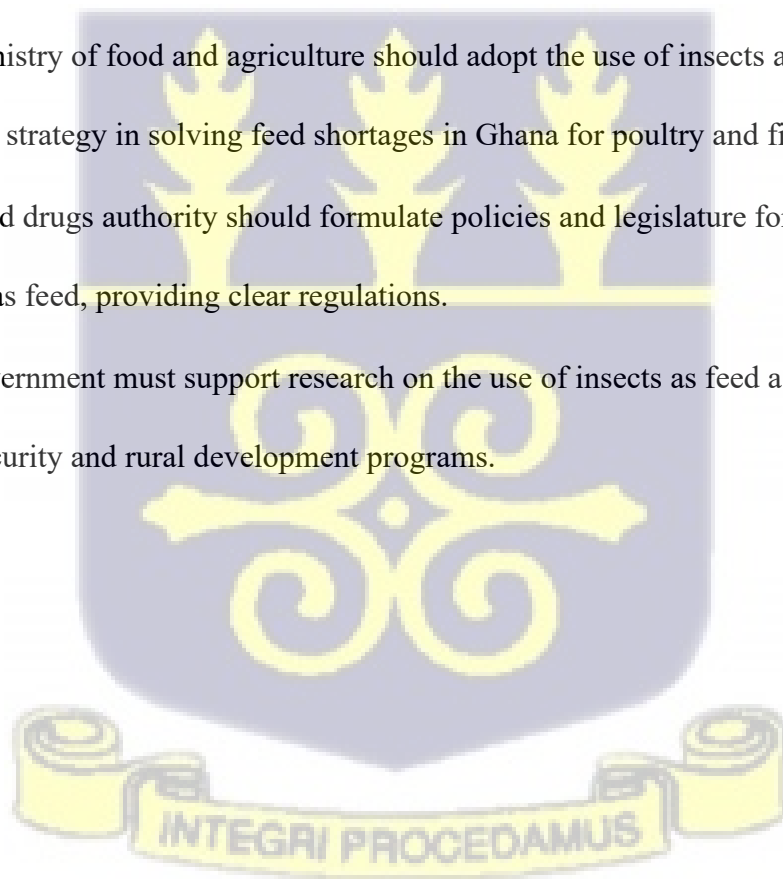 nistry of food and agriculture should adopt the use of insects a
strategy in solving feed shortages in Ghana for poultry and fi
d drugs authority should formulate policies and legislature for
as feed, providing clear regulations.
vernment must support research on the use of insects as feed a
curity and rural development programs.
INTEGRI PROCEDAMUS